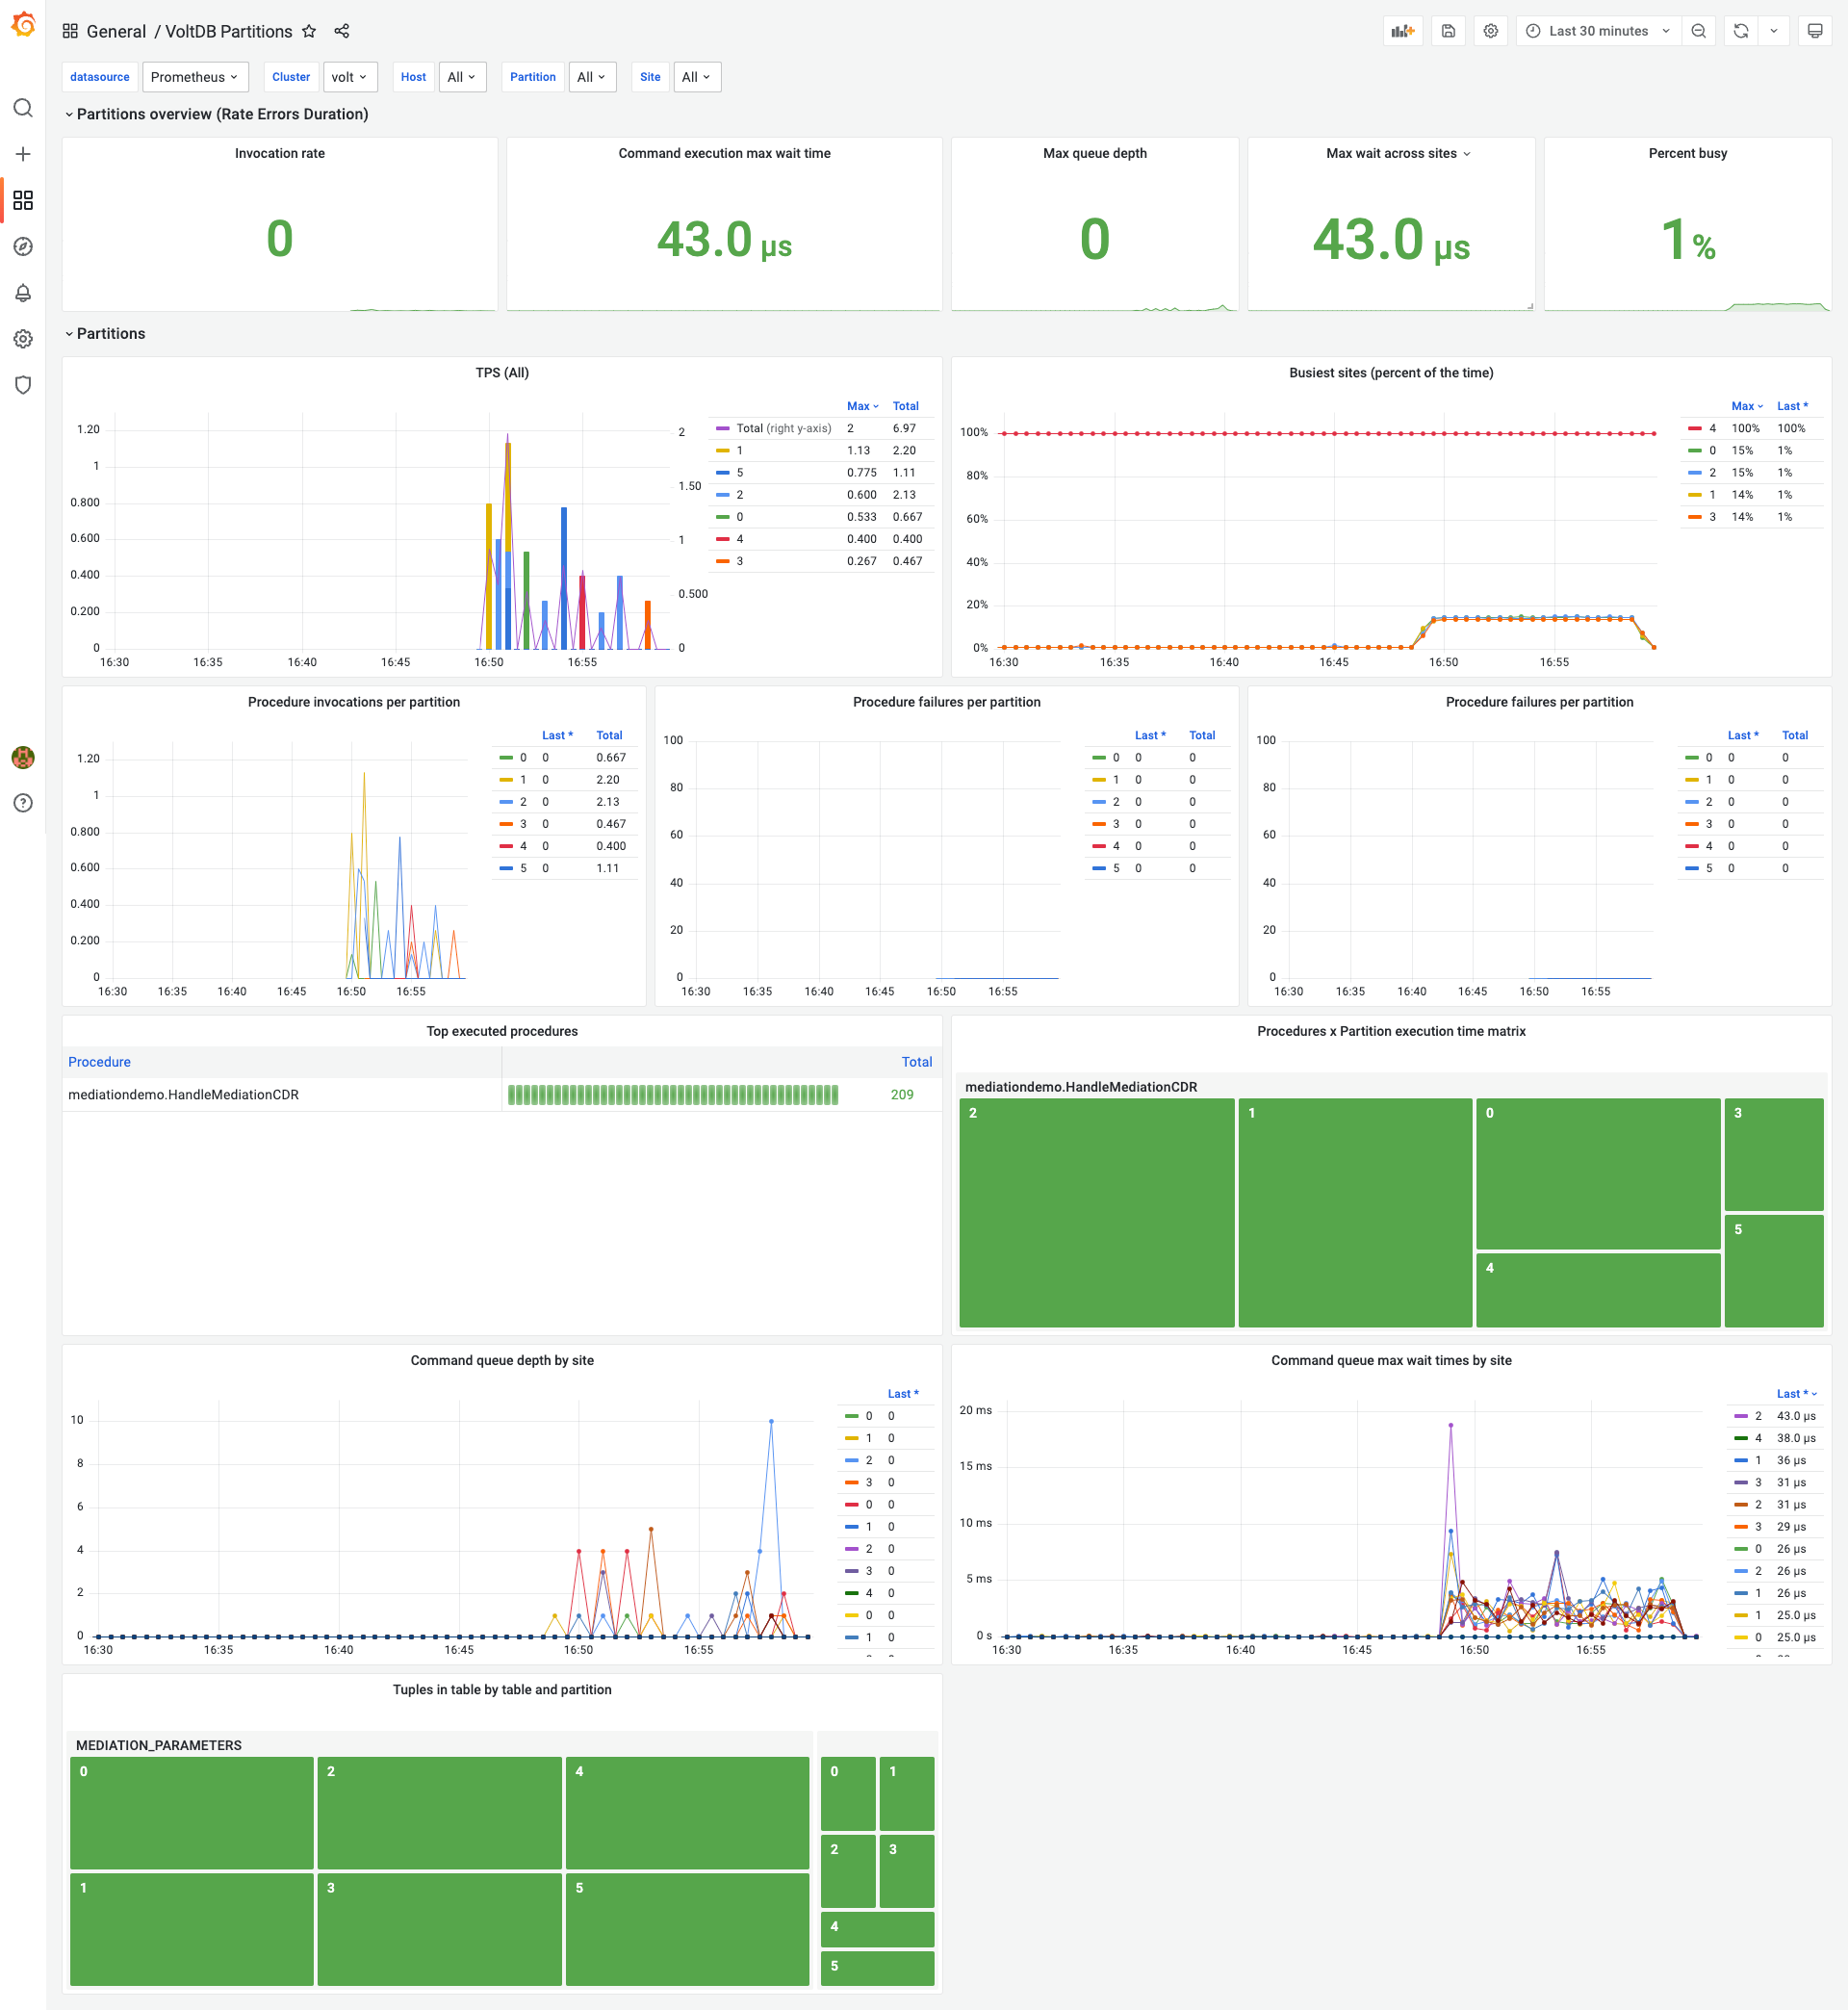 General / VoltDB Partitions
Last 30 minutes
datasource Prometheus Cluster volt Host All Partition All Site All
Partitions overview (Rate Errors Duration)
Invocation rate
0
Command execution max wait time
43.0 µs
Max queue depth
0
Max wait across sites
43.0 µs
Percent busy
1%
Partitions
TPS (All)
1.20
1
0.800
0.600
0.400
0.200
0
2
1.50
1
0.500
0
16:30 16:35 16:40 16:45 16:50 16:55
Max Total
Total (right y-axis) 2 6.97
1 1.13 2.20
5 0.775 1.11
2 0.600 2.13
0 0.533 0.667
4 0.400 0.400
3 0.267 0.467
Busiest sites (percent of the time)
100%
80%
60%
40%
20%
0%
16:30 16:35 16:40 16:45 16:50 16:55
Max Last *
4 100% 100%
0 15% 1%
2 15% 1%
1 14% 1%
3 14% 1%
Procedure invocations per partition
1.20
1
0.800
0.600
0.400
0.200
0
16:30 16:35 16:40 16:45 16:50 16:55
Last * Total
0 0 0.667
1 0 2.20
2 0 2.13
3 0 0.467
4 0 0.400
5 0 1.11
Procedure failures per partition
100
80
60
40
20
0
16:30 16:35 16:40 16:45 16:50 16:55
Last * Total
0 0 0
1 0 0
2 0 0
3 0 0
4 0 0
5 0 0
Procedure failures per partition
100
80
60
40
20
0
16:30 16:35 16:40 16:45 16:50 16:55
Last * Total
0 0 0
1 0 0
2 0 0
3 0 0
4 0 0
5 0 0
Top executed procedures
Procedure Total
mediationdemo.HandleMediationCDR 209
Procedures x Partition execution time matrix
mediationdemo.HandleMediationCDR
2 1 0 3
5
4
Command queue depth by site
10
8
6
4
2
0
16:30 16:35 16:40 16:45 16:50 16:55
Last *
0 0
1 0
2 0
3 0
0 0
1 0
2 0
3 0
4 0
0 0
1 0
Command queue max wait times by site
20 ms
15 ms
10 ms
5 ms
0 s
16:30 16:35 16:40 16:45 16:50 16:55
Last *
2 43.0 µs
4 38.0 µs
1 36 µs
3 31 µs
2 31 µs
3 29 µs
0 26 µs
2 26 µs
1 26 µs
1 25.0 µs
0 25.0 µs
Tuples in table by table and partition
MEDIATION_PARAMETERS
0 2 4
1 3 5
0 1
2 3
4
5